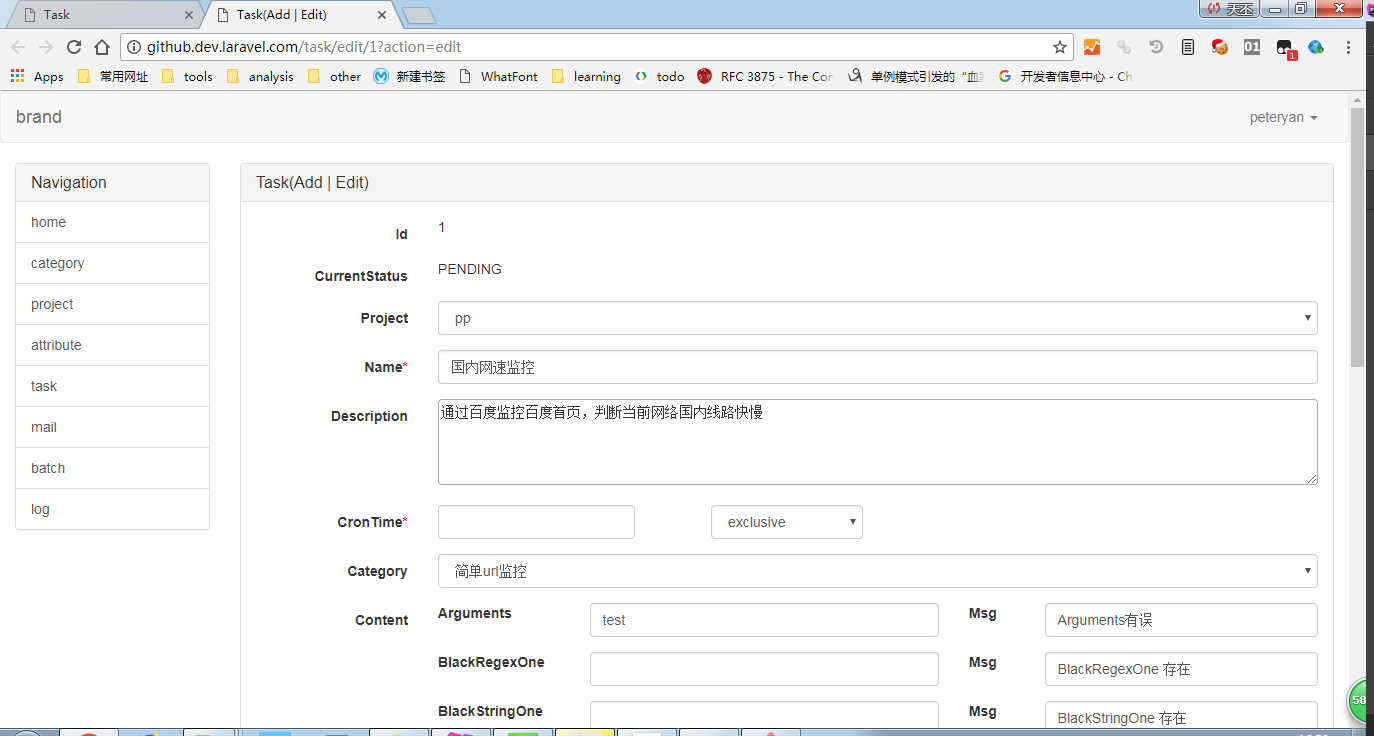 Task
Task(Add | Edit)
天丕
github.dev.laravel.com/task/edit/1?action=edit
01
1
Apps 常用网址 tools analysis other 新建书签 WhatFont learning todo RFC 3875 - The Con 单例模式引发的“血 开发者信息中心 - Ch
brand
peteryan
Navigation
home
category
project
attribute
task
mail
batch
log
Task(Add | Edit)
Id 1
CurrentStatus PENDING
Project pp
Name* 国内网速监控
Description 通过百度监控百度首页，判断当前网络国内线路快慢
CronTime* exclusive
Category 简单url监控
Content Arguments test Msg Arguments有误
BlackRegexOne Msg BlackRegexOne 存在
BlackStringOne Msg BlackStringOne 存在
58